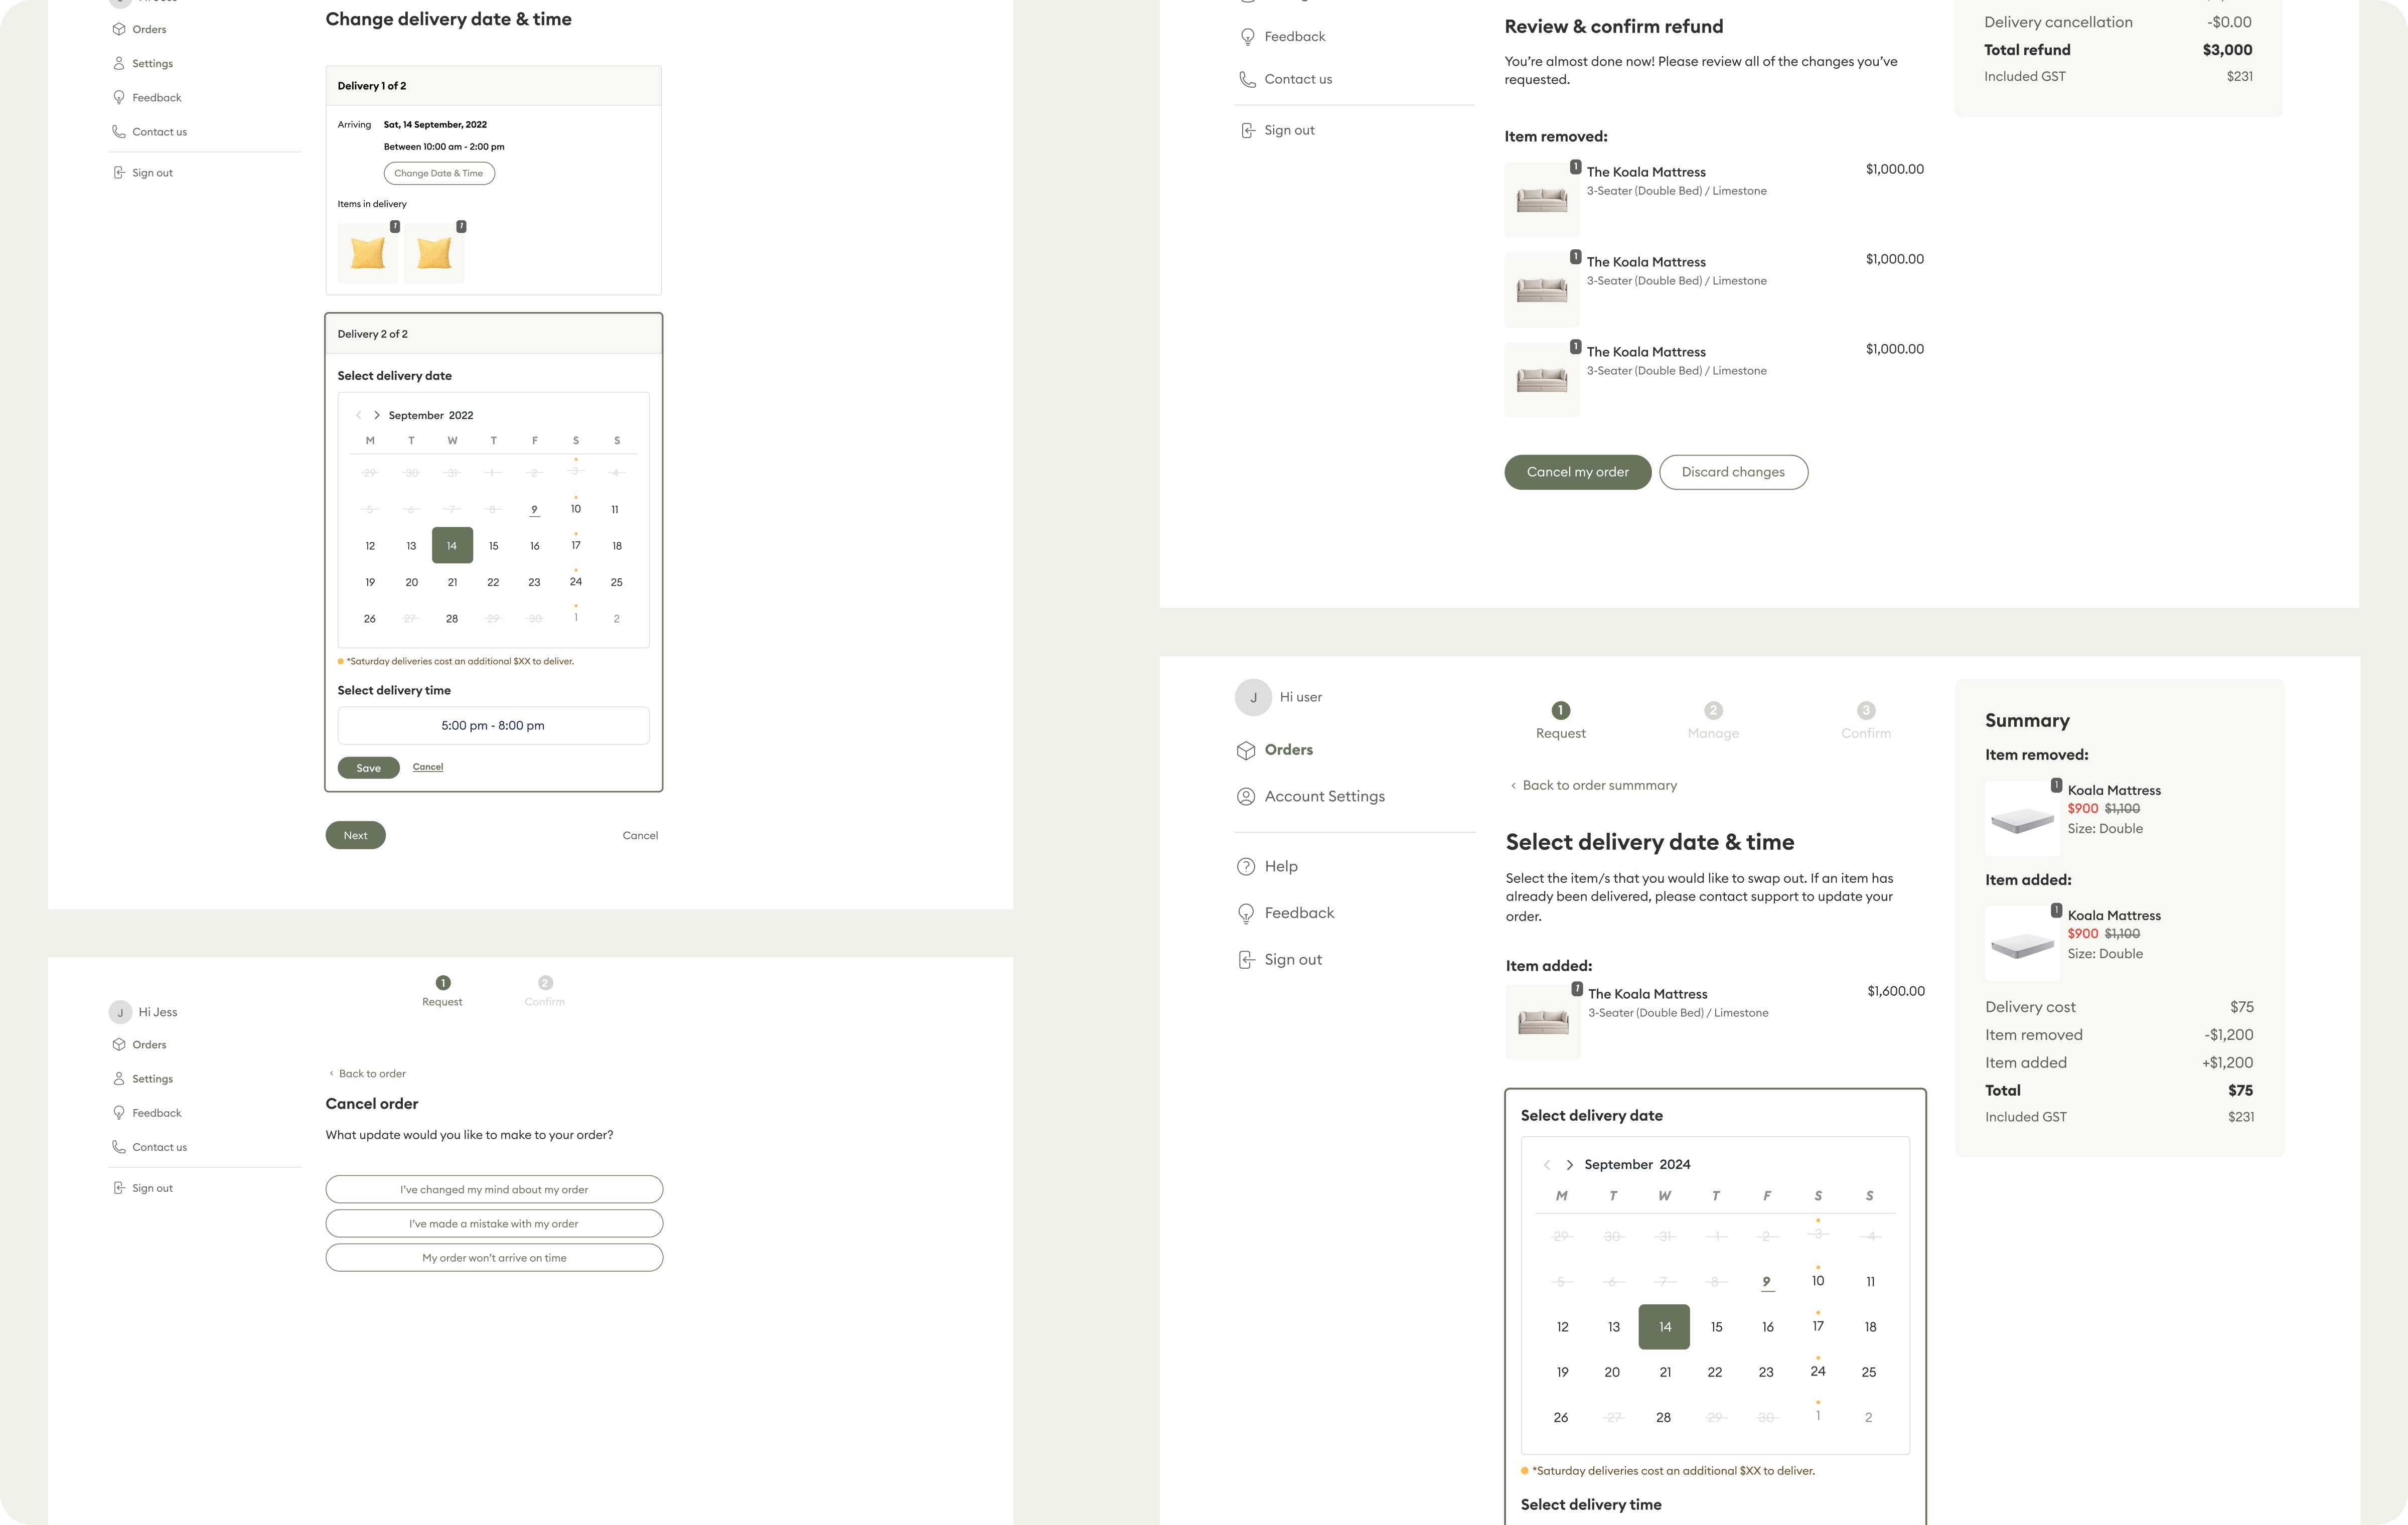 Orders
Settings
Feedback
Contact us
Sign out
Change delivery date & time
Delivery 1 of 2
Arriving Sat, 14 September, 2022
Between 10:00 am - 2:00 pm
Change Date & Time
Items in delivery
1 1
Delivery 2 of 2
Select delivery date
September 2022
M T W T F S S
29 30 31 1 2 3 4
5 6 7 8 9 10 11
12 13 14 15 16 17 18
19 20 21 22 23 24 25
26 27 28 29 30 1 2
*Saturday deliveries cost an additional $XX to deliver.
Select delivery time
5:00 pm - 8:00 pm
Save Cancel
Next Cancel
1 2
Request Confirm
J Hi Jess
Orders
Settings
Feedback
Contact us
Sign out
Back to order
Cancel order
What update would you like to make to your order?
I've changed my mind about my order
I've made a mistake with my order
My order won't arrive on time
Feedback
Contact us
Sign out
Review & confirm refund
You're almost done now! Please review all of the changes you've
requested.
Item removed:
1 The Koala Mattress $1,000.00
3-Seater (Double Bed) / Limestone
1 The Koala Mattress $1,000.00
3-Seater (Double Bed) / Limestone
1 The Koala Mattress $1,000.00
3-Seater (Double Bed) / Limestone
Cancel my order Discard changes
Delivery cancellation -$0.00
Total refund $3,000
Included GST $231
J Hi user
Orders
Account Settings
Help
Feedback
Sign out
1 2 3
Request Manage Confirm
Back to order summmary
Select delivery date & time
Select the item/s that you would like to swap out. If an item has
already been delivered, please contact support to update your
order.
Item added:
1 The Koala Mattress $1,600.00
3-Seater (Double Bed) / Limestone
Select delivery date
September 2024
M T W T F S S
29 30 31 1 2 3 4
5 6 7 8 9 10 11
12 13 14 15 16 17 18
19 20 21 22 23 24 25
26 27 28 29 30 1 2
*Saturday deliveries cost an additional $XX to deliver.
Select delivery time
Summary
Item removed:
1 Koala Mattress
$900 $1,100
Size: Double
Item added:
1 Koala Mattress
$900 $1,100
Size: Double
Delivery cost $75
Item removed -$1,200
Item added +$1,200
Total $75
Included GST $231